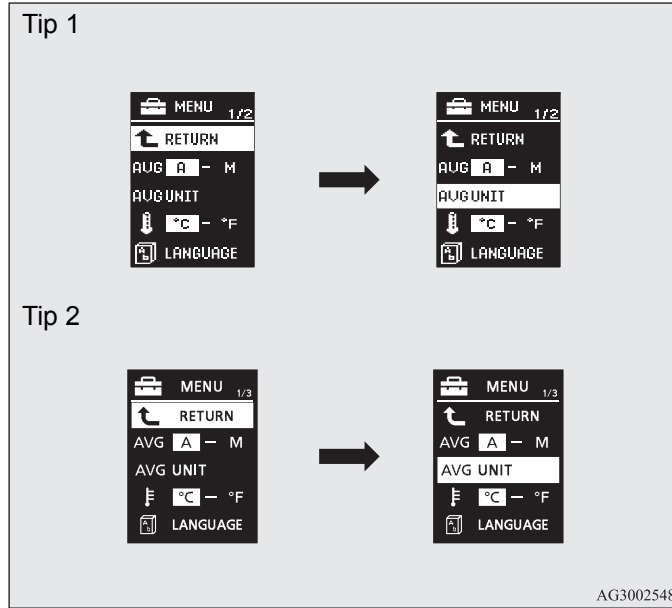 Tip 1
MENU 1/2
RETURN
AVG A - M
AVG UNIT
°C - °F
LANGUAGE
MENU 1/2
RETURN
AVG A - M
AVG UNIT
°C - °F
LANGUAGE
Tip 2
MENU 1/3
RETURN
AVG A - M
AVG UNIT
°C - °F
LANGUAGE
MENU 1/3
RETURN
AVG A - M
AVG UNIT
°C - °F
LANGUAGE
AG3002548